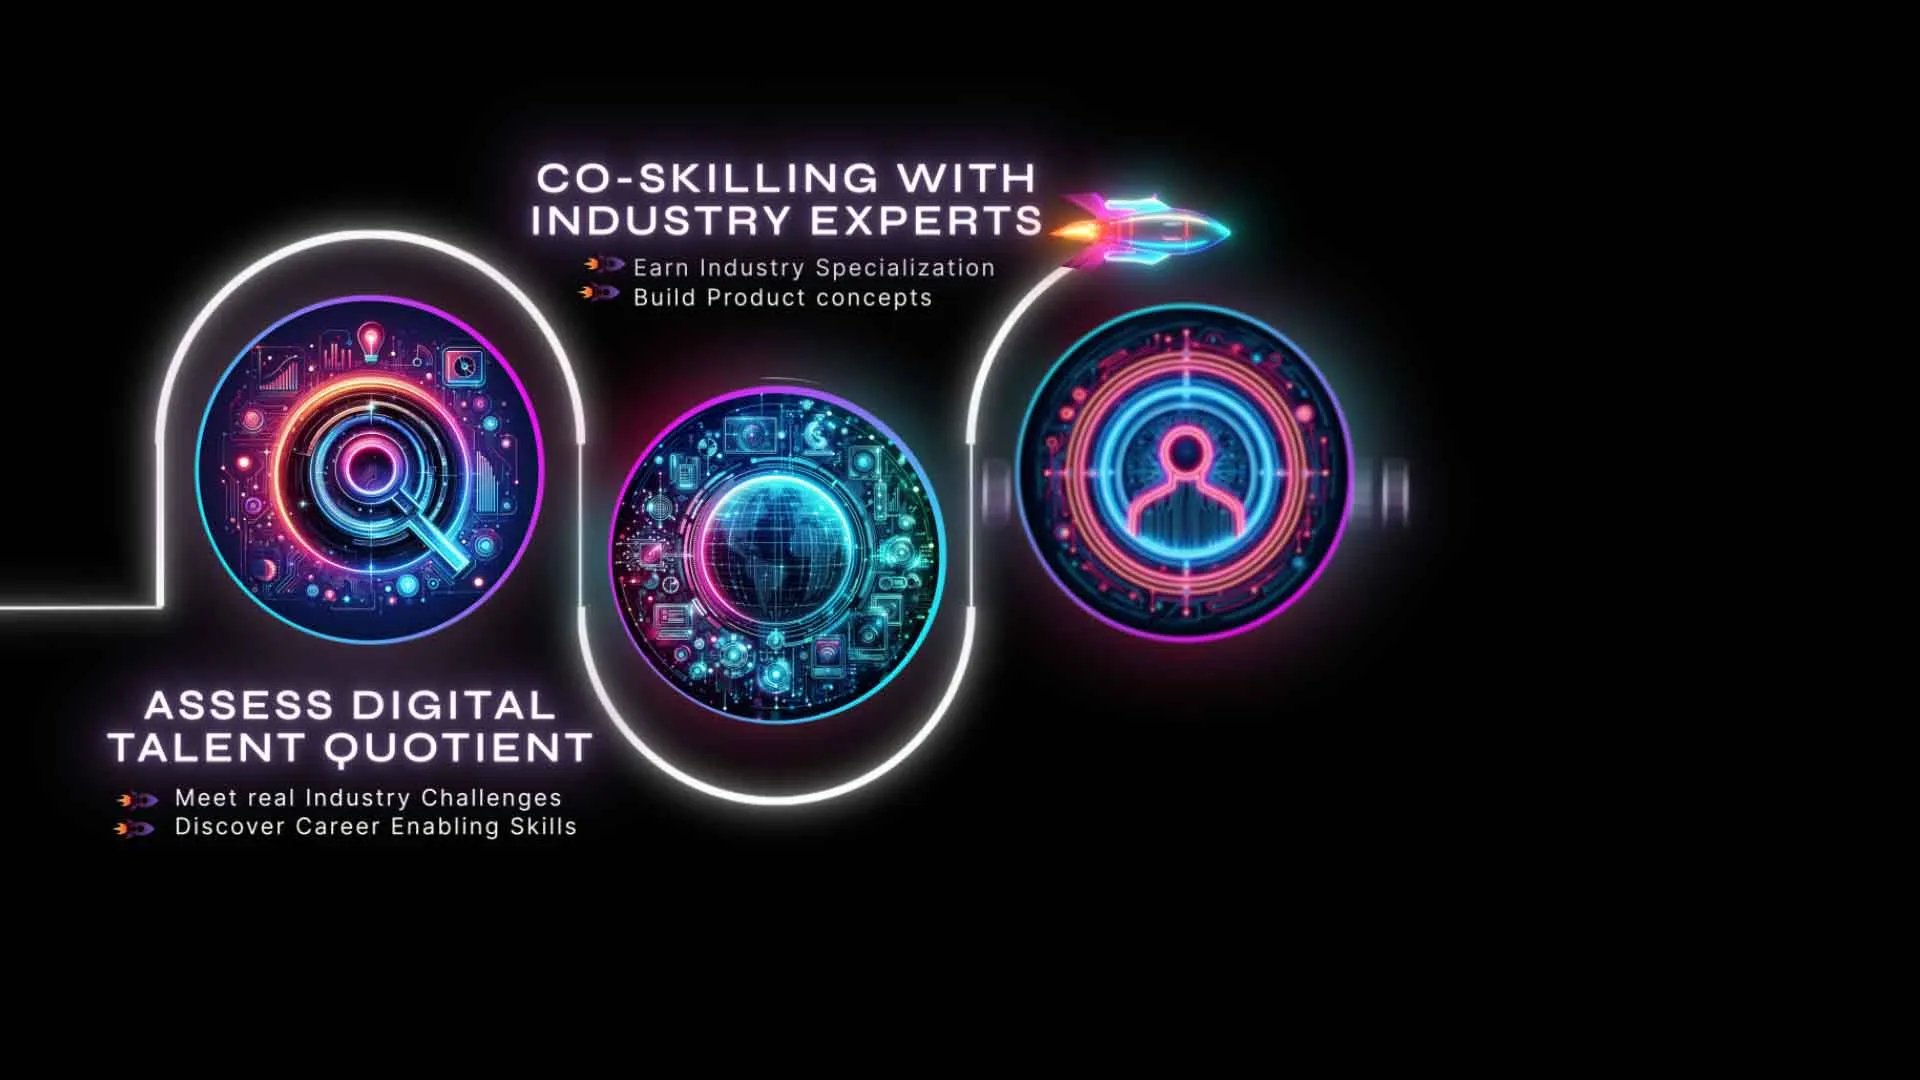 CO-SKILLING WITH
INDUSTRY EXPERTS
Earn Industry Specialization
Build Product concepts
ASSESS DIGITAL
TALENT QUOTIENT
Meet real Industry Challenges
Discover Career Enabling Skills